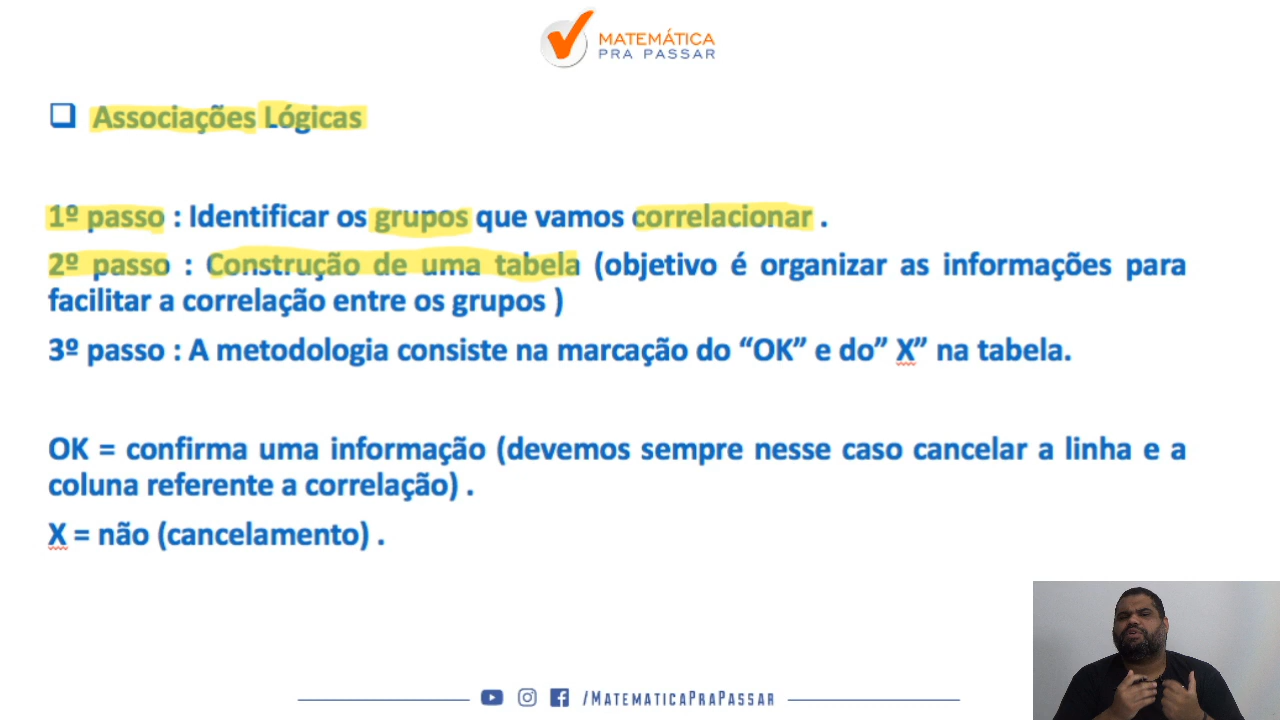 MATEMÁTICA
PRA PASSAR
Associações Lógicas
1º passo : Identificar os grupos que vamos correlacionar .
2º passo : Construção de uma tabela (objetivo é organizar as informações para
facilitar a correlação entre os grupos )
3º passo : A metodologia consiste na marcação do “OK” e do” X” na tabela.
OK = confirma uma informação (devemos sempre nesse caso cancelar a linha e a
coluna referente a correlação) .
X = não (cancelamento) .
/MATEMATICAPRAPASSAR